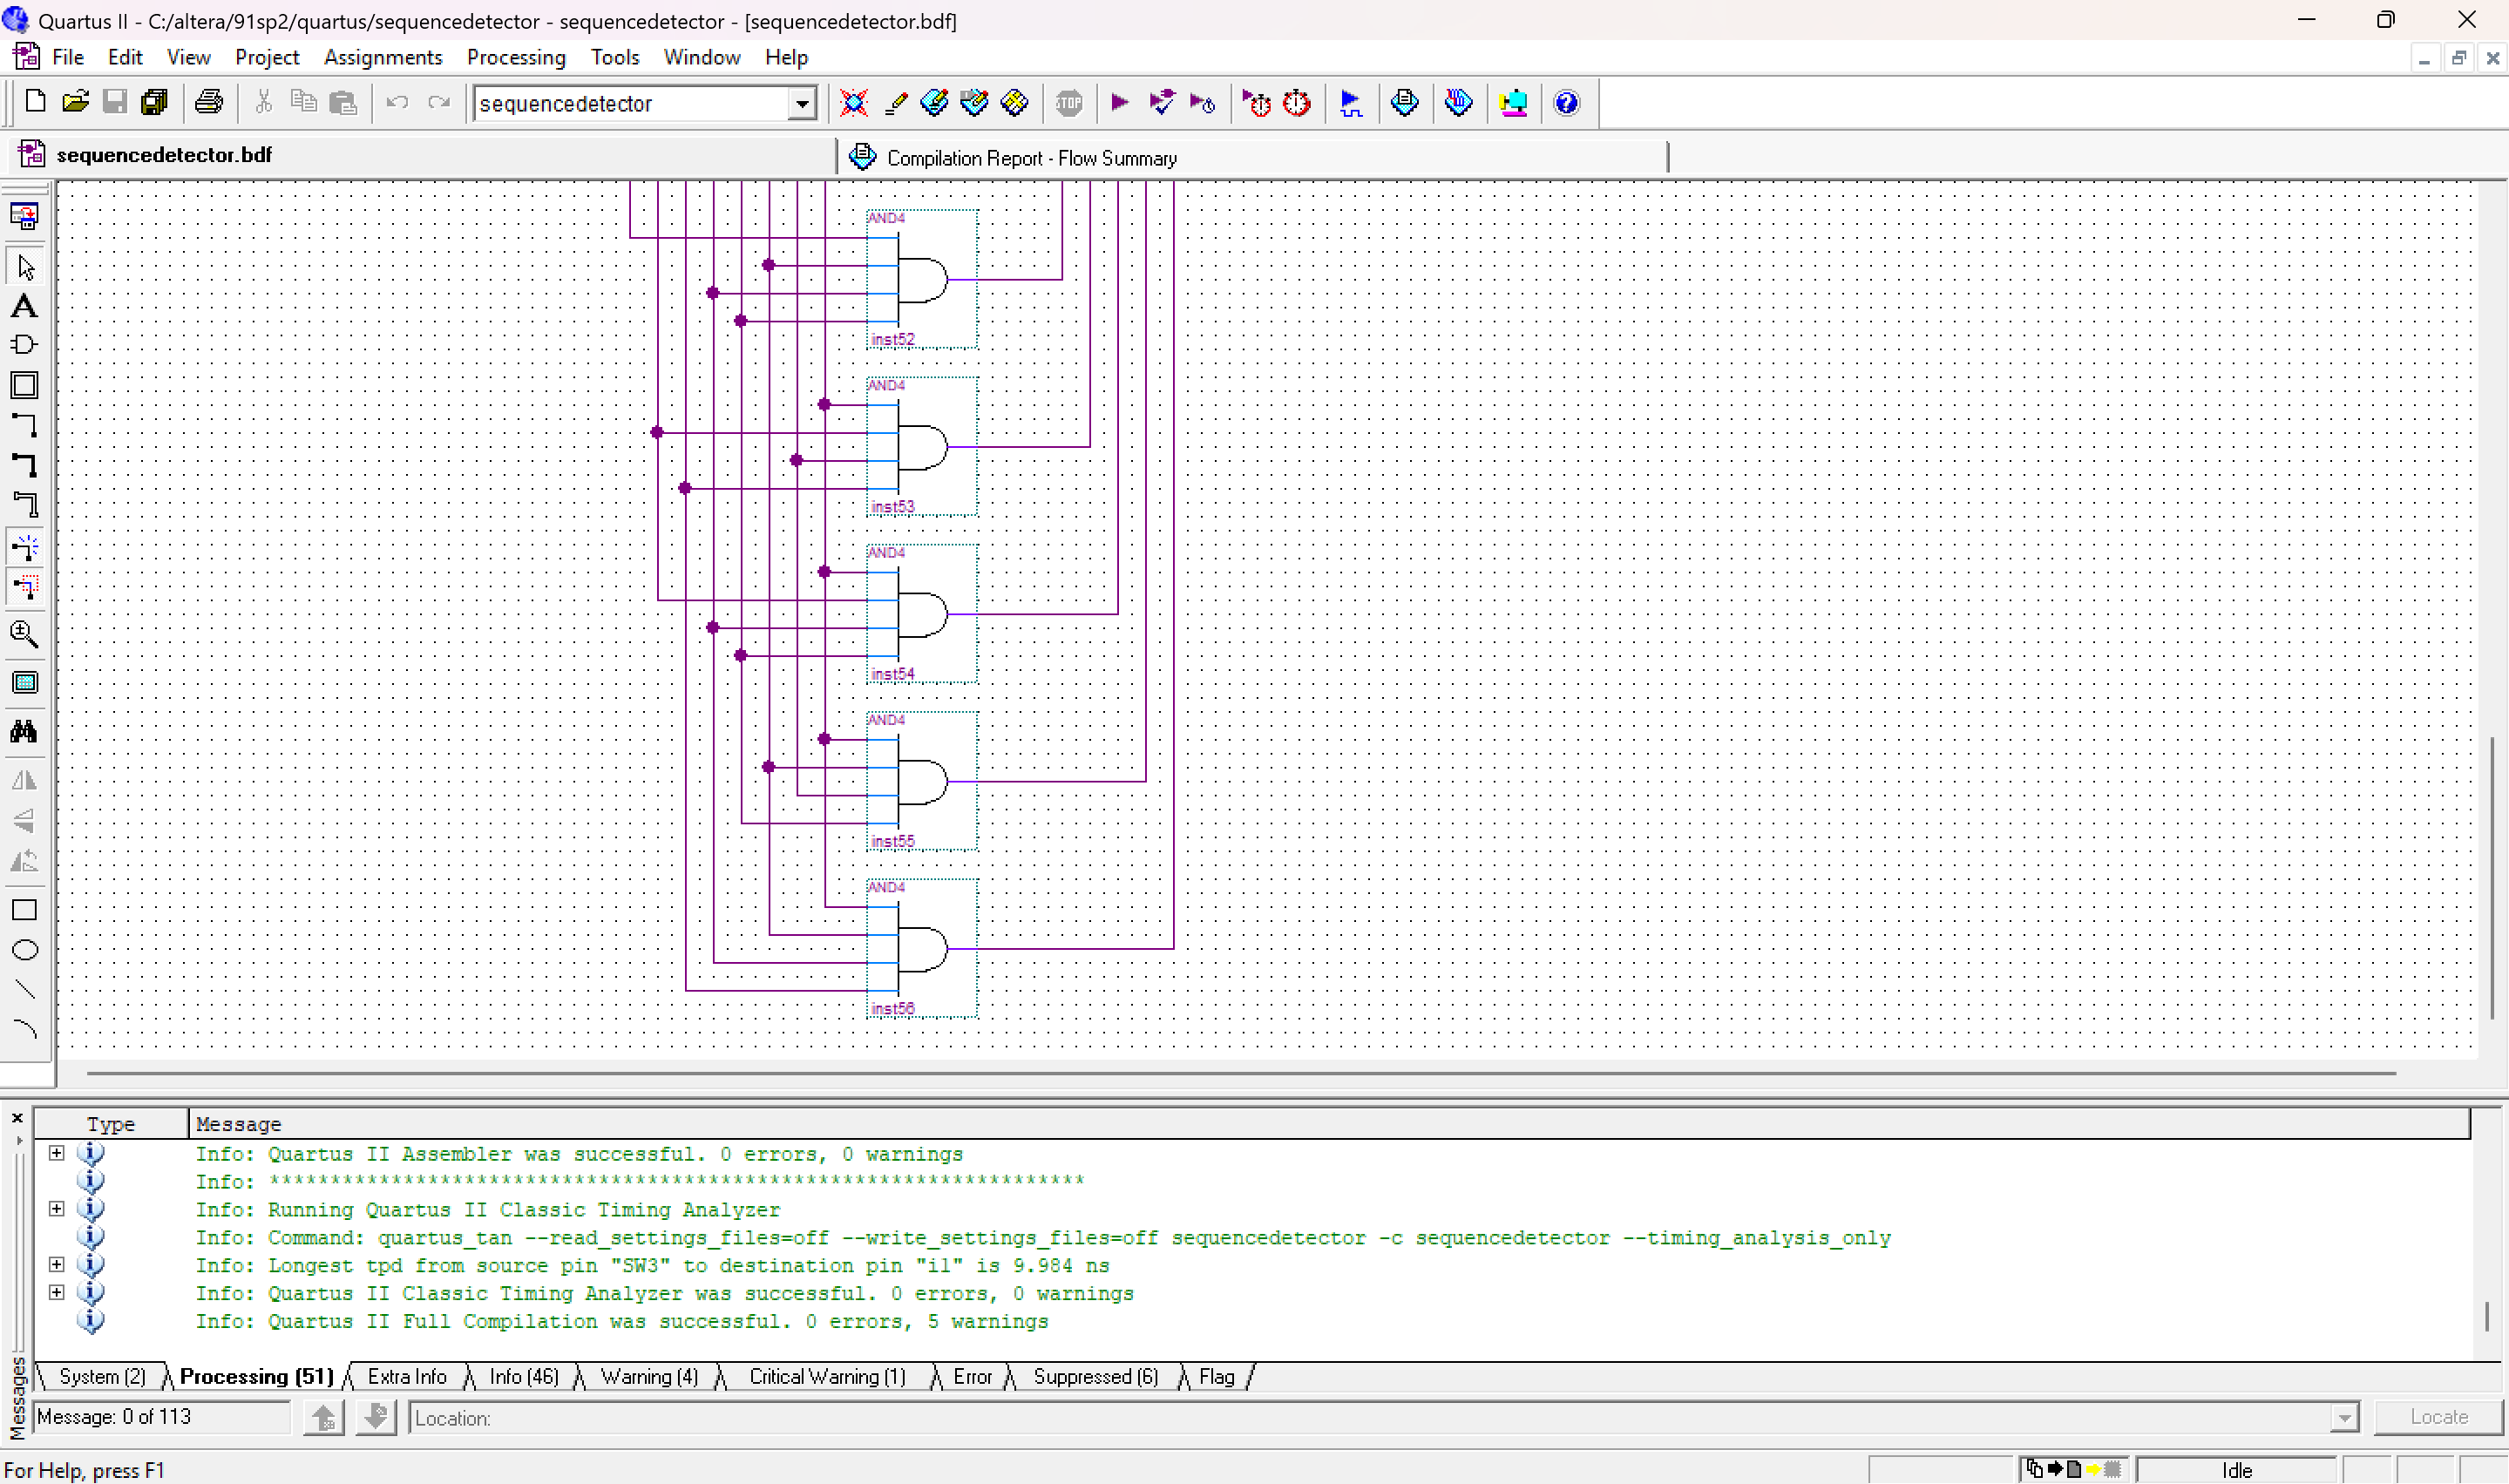 Quartus II - C:/altera/91sp2/quartus/sequencedetector - sequencedetector - [sequencedetector.bdf]
File Edit View Project Assignments Processing Tools Window Help
sequencedetector
STOP
sequencedetector.bdf
Compilation Report - Flow Summary
AND4
inst52
AND4
inst53
AND4
inst54
AND4
inst55
AND4
inst56
Type Message
Info: Quartus II Assembler was successful. 0 errors, 0 warnings
Info: *******************************************************************
Info: Running Quartus II Classic Timing Analyzer
Info: Command: quartus_tan --read_settings_files=off --write_settings_files=off sequencedetector -c sequencedetector --timing_analysis_only
Info: Longest tpd from source pin "SW3" to destination pin "i1" is 9.984 ns
Info: Quartus II Classic Timing Analyzer was successful. 0 errors, 0 warnings
Info: Quartus II Full Compilation was successful. 0 errors, 5 warnings
System (2) Processing (51) Extra Info Info (46) Warning (4) Critical Warning (1) Error Suppressed (6) Flag
Messages
Message: 0 of 113
Location:
Locate
For Help, press F1
Idle